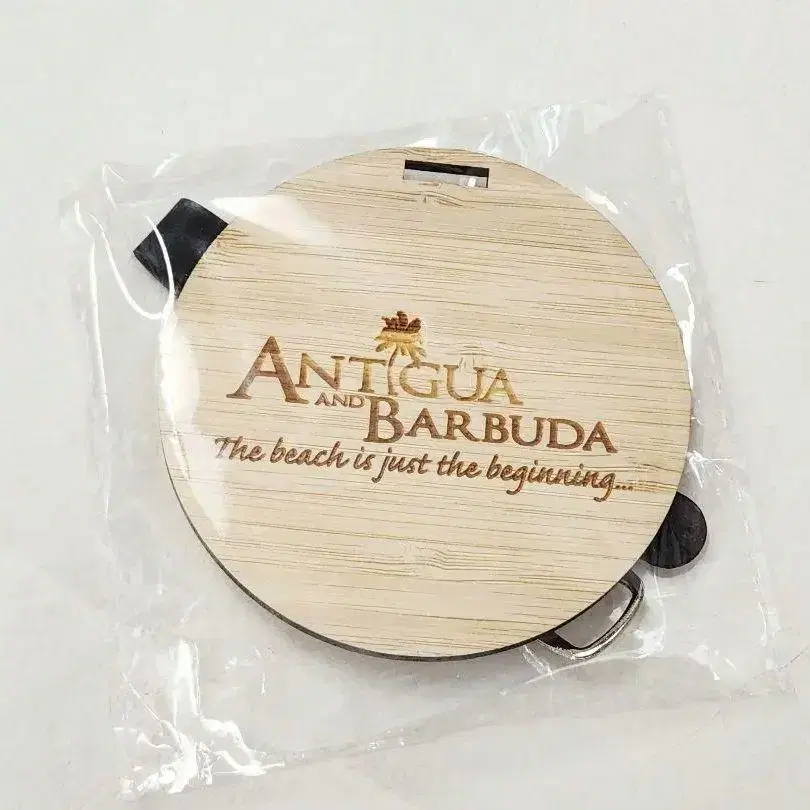 ANTIGUA
AND BARBUDA
The beach is just the beginning...